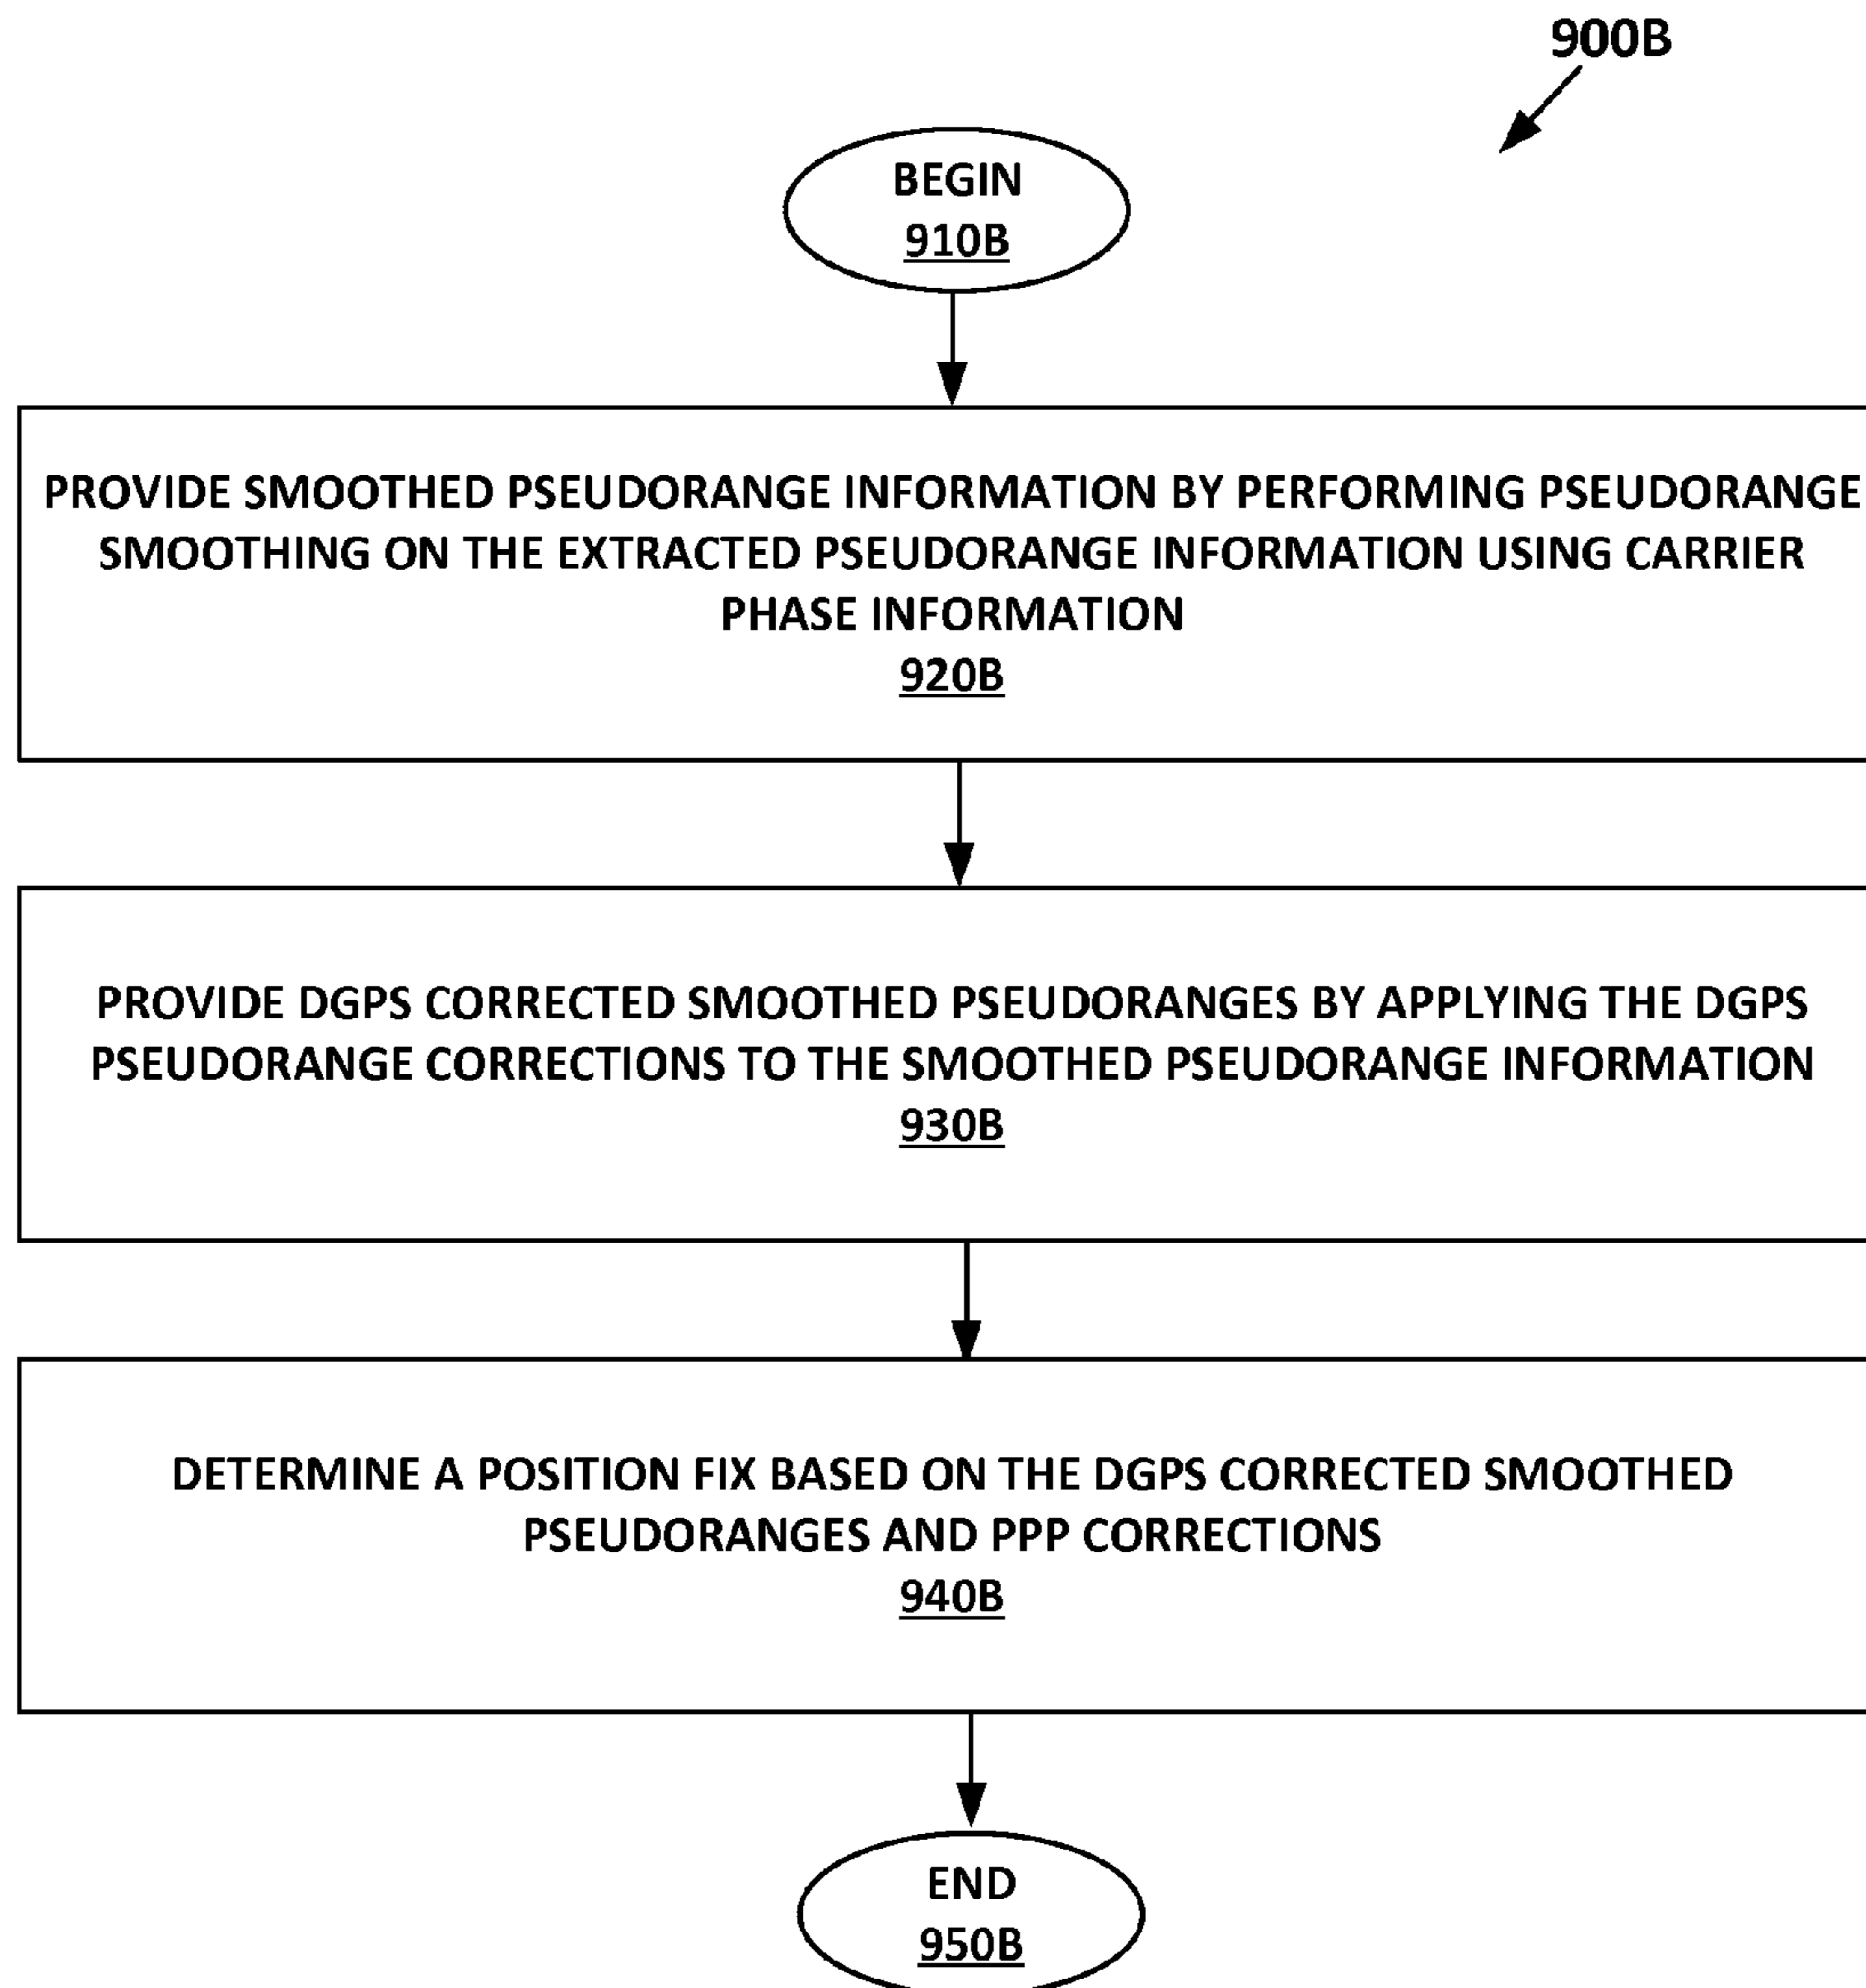 900B
BEGIN
910B
PROVIDE SMOOTHED PSEUDORANGE INFORMATION BY PERFORMING PSEUDORANGE
SMOOTHING ON THE EXTRACTED PSEUDORANGE INFORMATION USING CARRIER
PHASE INFORMATION
920B
PROVIDE DGPS CORRECTED SMOOTHED PSEUDORANGES BY APPLYING THE DGPS
PSEUDORANGE CORRECTIONS TO THE SMOOTHED PSEUDORANGE INFORMATION
930B
DETERMINE A POSITION FIX BASED ON THE DGPS CORRECTED SMOOTHED
PSEUDORANGES AND PPP CORRECTIONS
940B
END
950B